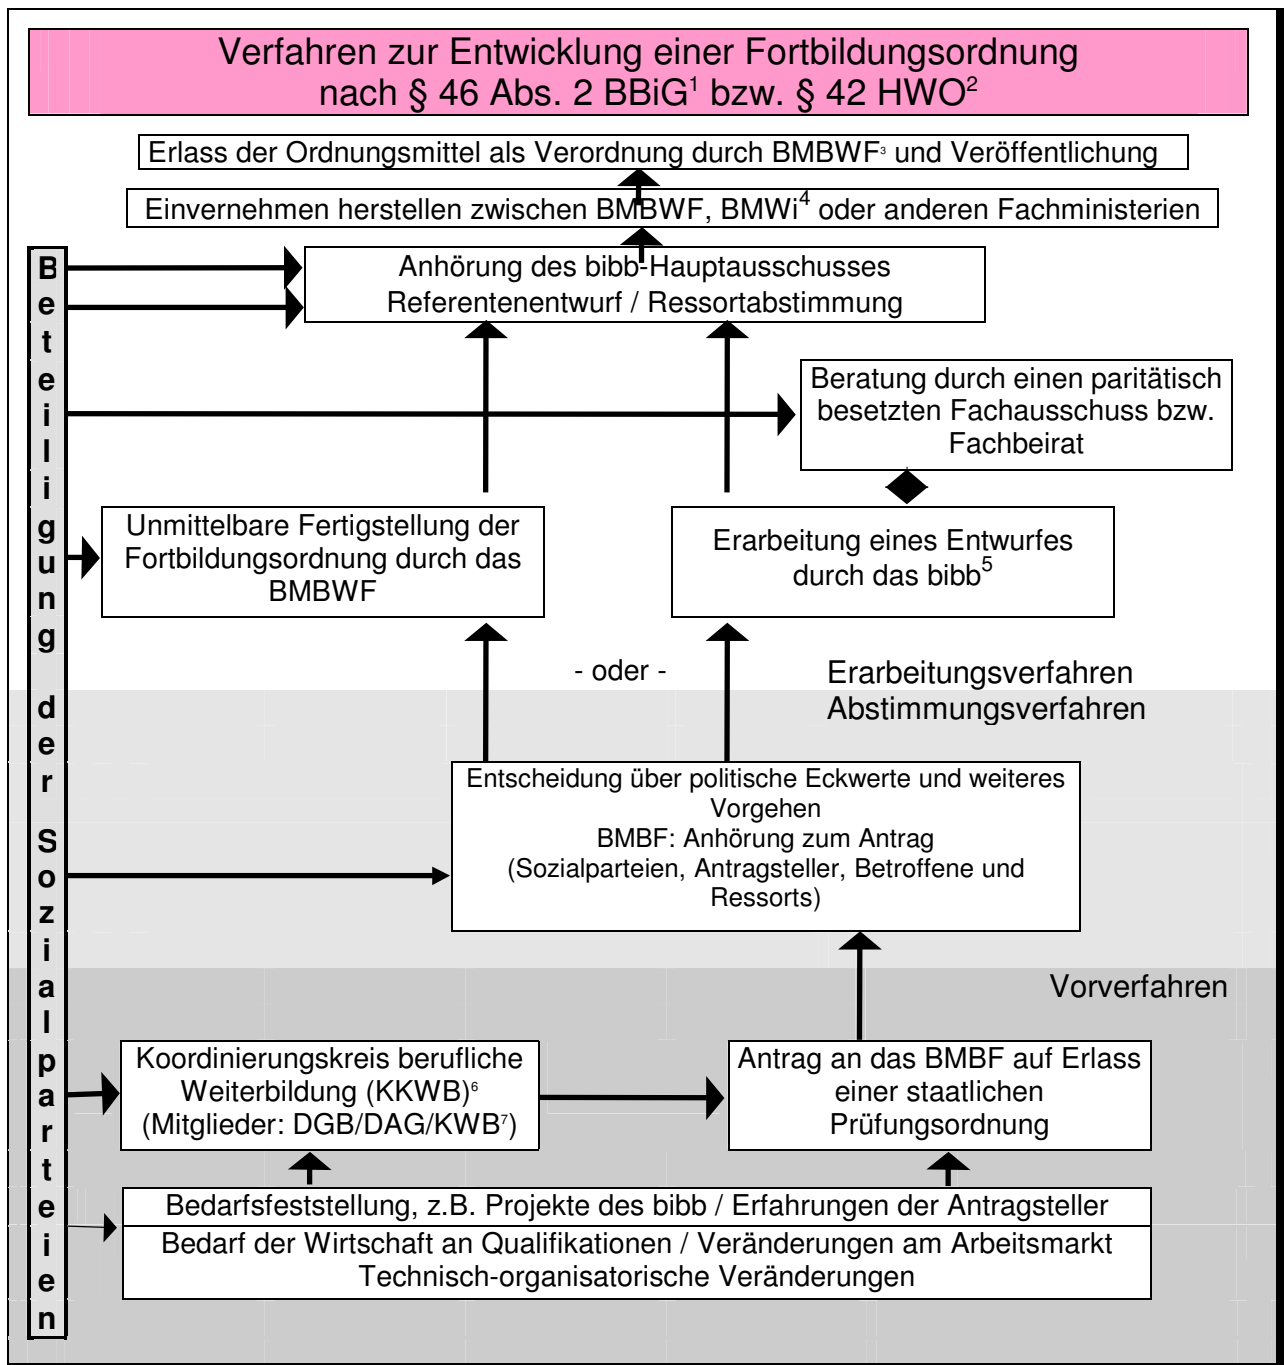 Verfahren zur Entwicklung einer Fortbildungsordnung
nach § 46 Abs. 2 BBiG¹ bzw. § 42 HWO²
Erlass der Ordnungsmittel als Verordnung durch BMBWF³ und Veröffentlichung
Einvernehmen herstellen zwischen BMBWF, BMWi⁴ oder anderen Fachministerien
Beteiligung der Sozialparteien
Anhörung des bibb-Hauptausschusses
Referentenentwurf / Ressortabstimmung
Beratung durch einen paritätisch
besetzten Fachausschuss bzw.
Fachbeirat
Unmittelbare Fertigstellung der
Fortbildungsordnung durch das
BMBWF
Erarbeitung eines Entwurfes
durch das bibb⁵
- oder -
Erarbeitungsverfahren
Abstimmungsverfahren
Entscheidung über politische Eckwerte und weiteres
Vorgehen
BMBF: Anhörung zum Antrag
(Sozialparteien, Antragsteller, Betroffene und
Ressorts)
Vorverfahren
Koordinierungskreis berufliche
Weiterbildung (KKWB)⁶
(Mitglieder: DGB/DAG/KWB⁷)
Antrag an das BMBF auf Erlass
einer staatlichen
Prüfungsordnung
Bedarfsfeststellung, z.B. Projekte des bibb / Erfahrungen der Antragsteller
Bedarf der Wirtschaft an Qualifikationen / Veränderungen am Arbeitsmarkt
Technisch-organisatorische Veränderungen